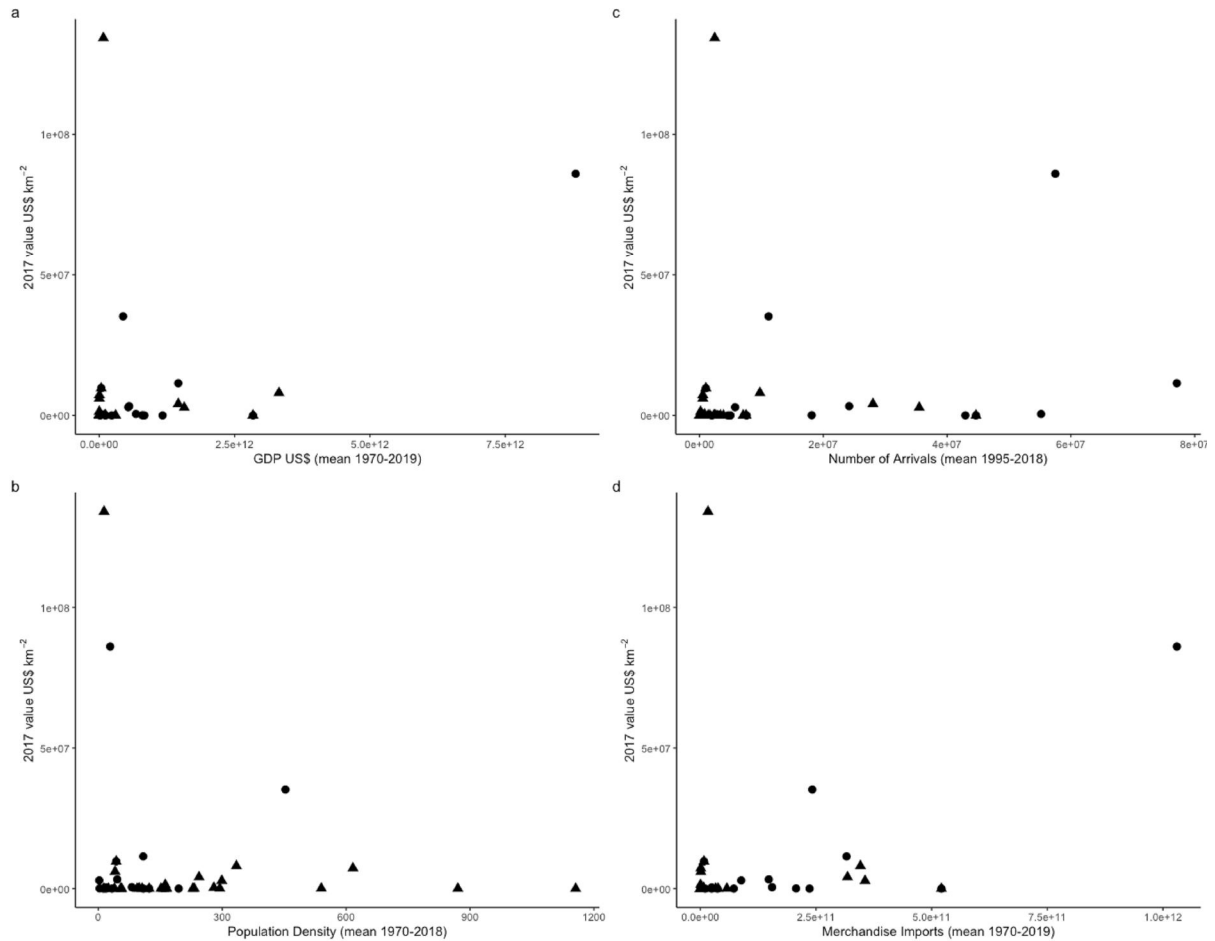 a
1e+08
5e+07
0e+00
2017 value US$ km⁻²
0.0e+00 2.5e+12 5.0e+12 7.5e+12
GDP US$ (mean 1970-2019)
c
1e+08
5e+07
0e+00
2017 value US$ km⁻²
0e+00 2e+07 4e+07 6e+07 8e+07
Number of Arrivals (mean 1995-2018)
b
1e+08
5e+07
0e+00
2017 value US$ km⁻²
0 300 600 900 1200
Population Density (mean 1970-2018)
d
1e+08
5e+07
0e+00
2017 value US$ km⁻²
0.0e+00 2.5e+11 5.0e+11 7.5e+11 1.0e+12
Merchandise Imports (mean 1970-2019)